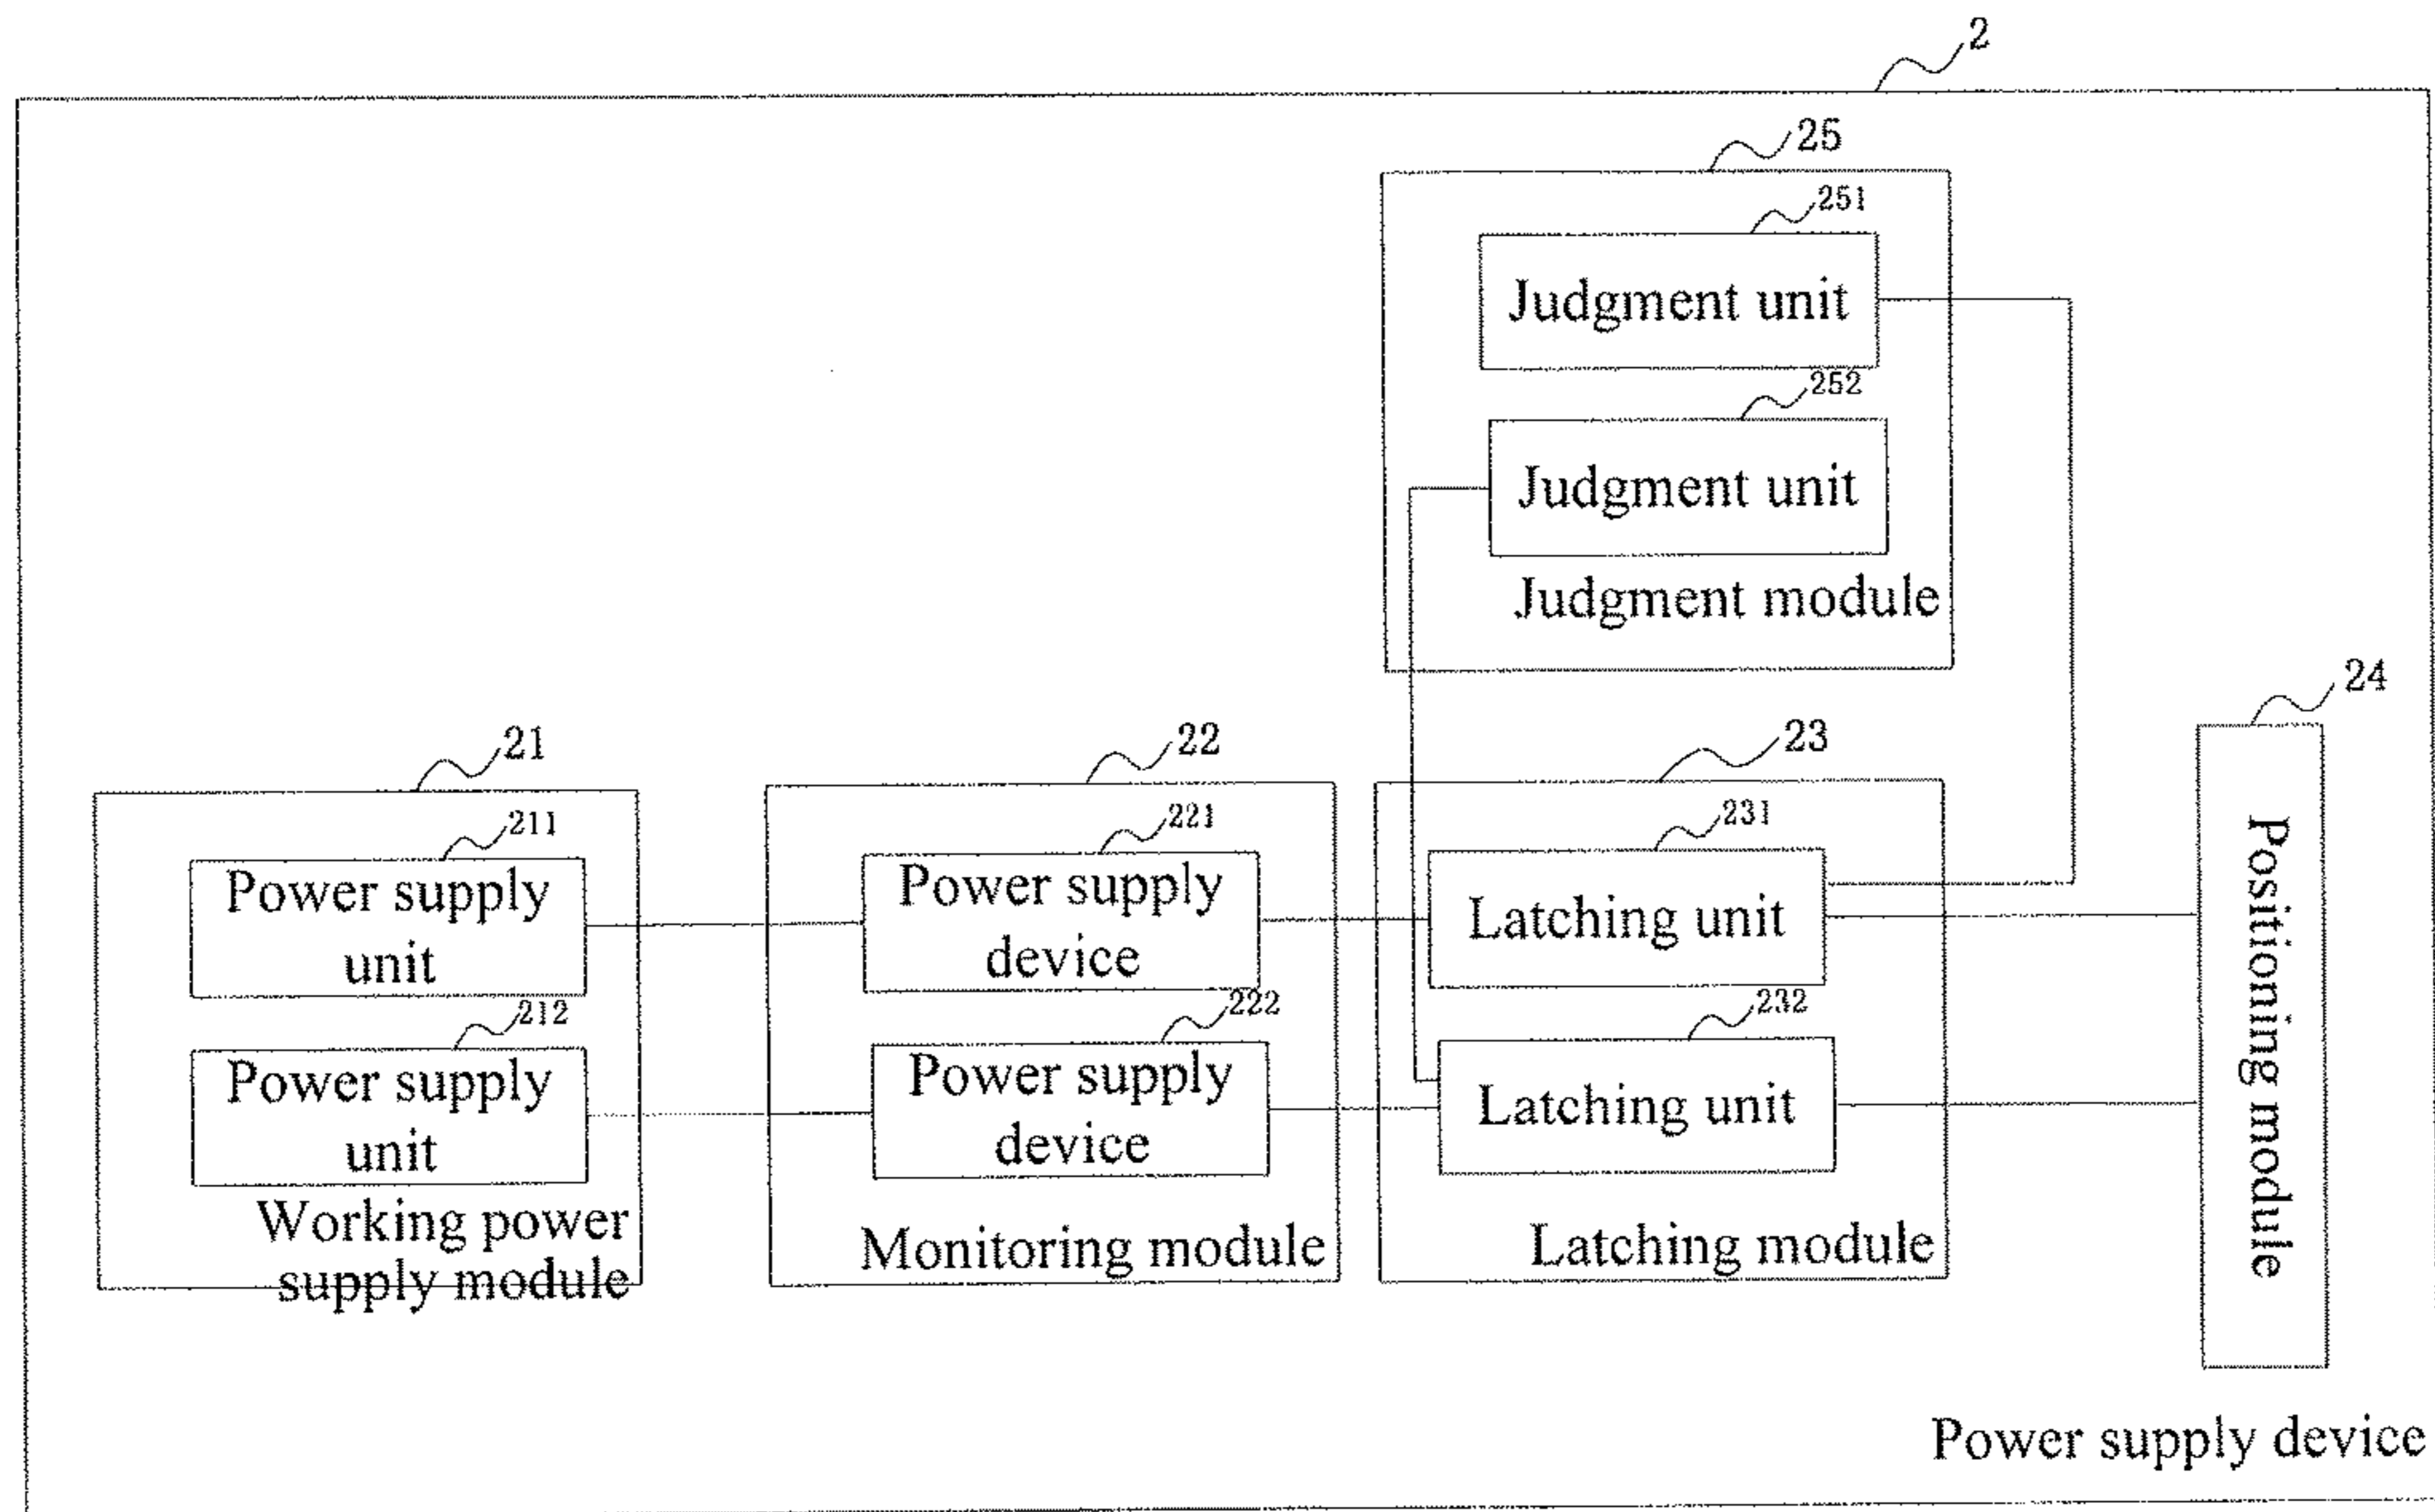 2
25
251
Judgment unit
252
Judgment unit
Judgment module
24
21
22
23
211
221
231
Power supply
unit
Power supply
device
Latching unit
212
222
232
Power supply
unit
Power supply
device
Latching unit
Working power
supply module
Monitoring module
Latching module
Positioning module
Power supply device